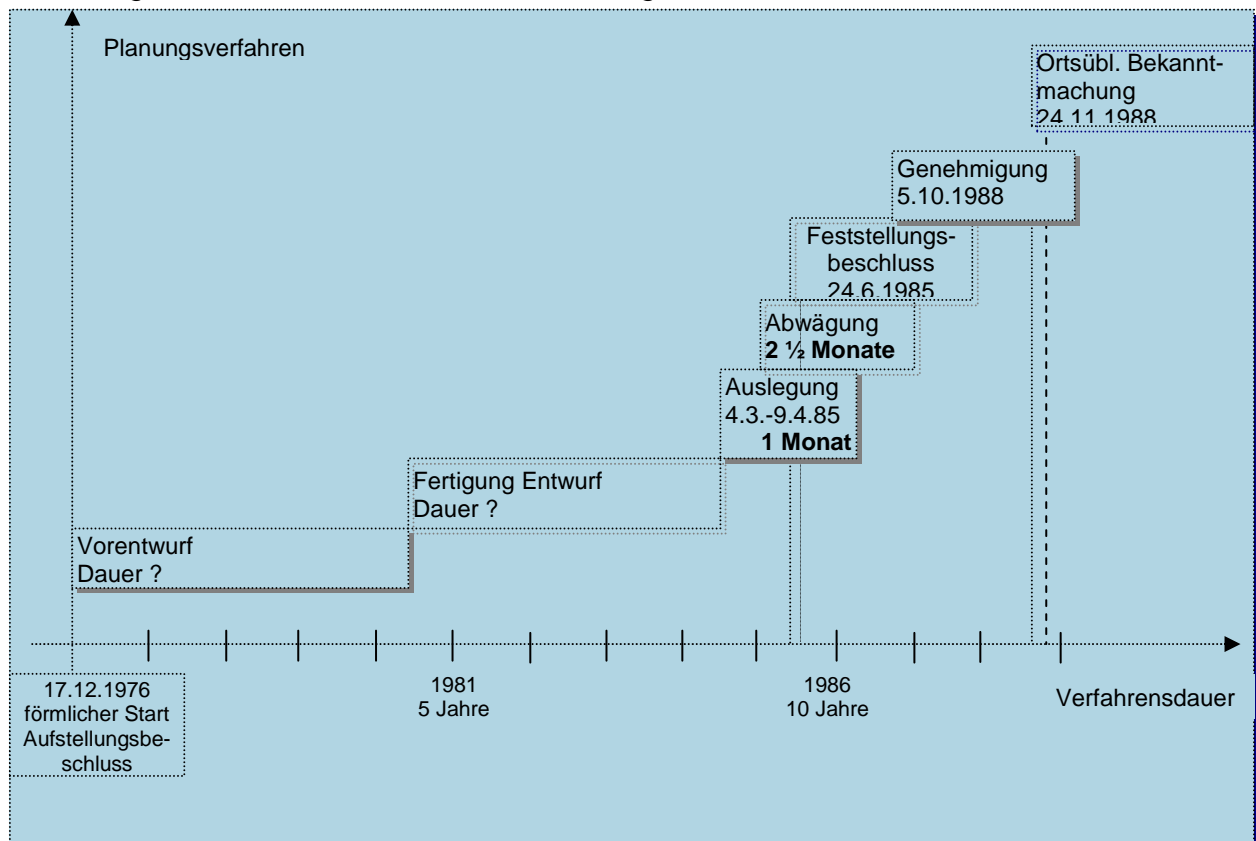 Planungsverfahren
Ortsübl. Bekannt-
machung
24.11.1988
Genehmigung
5.10.1988
Feststellungs-
beschluss
24.6.1985
Abwägung
2 ½ Monate
Auslegung
4.3.-9.4.85
1 Monat
Fertigung Entwurf
Dauer ?
Vorentwurf
Dauer ?
17.12.1976
förmlicher Start
Aufstellungsbe-
schluss
1981
5 Jahre
1986
10 Jahre
Verfahrensdauer